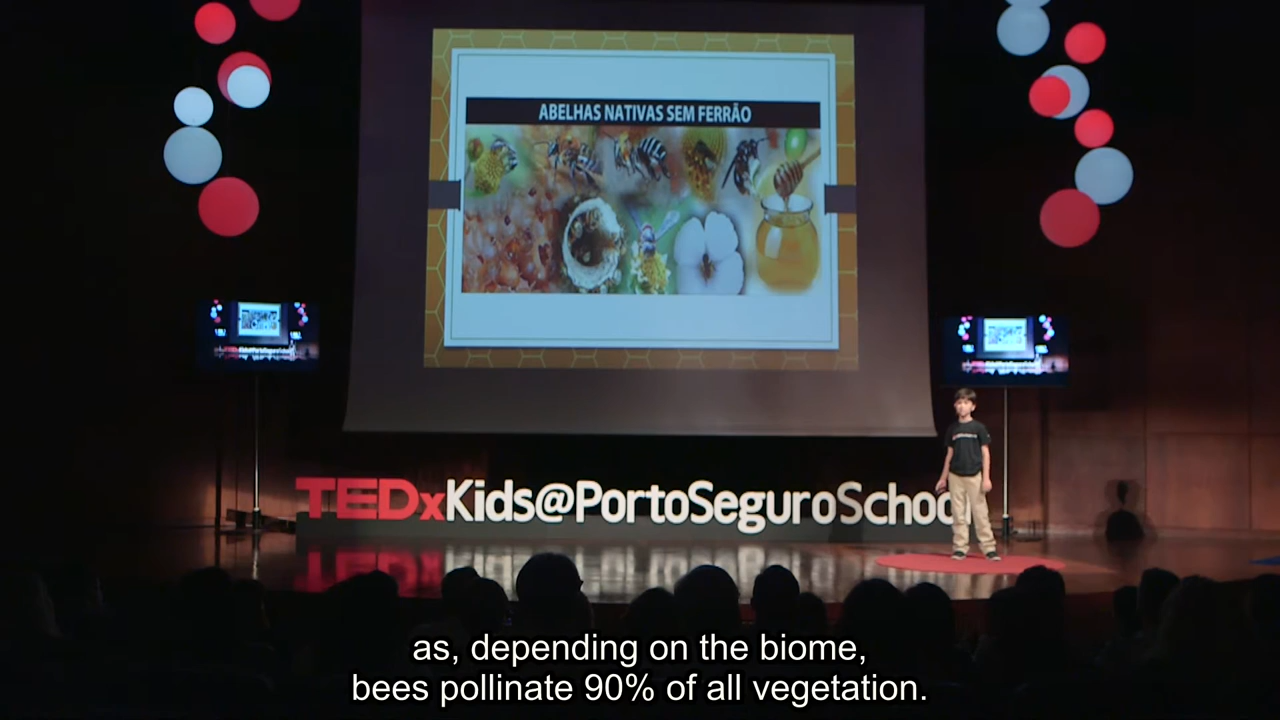 ABELHAS NATIVAS SEM FERRÃO
TEDxKids@PortoSeguroSchool
as, depending on the biome,
bees pollinate 90% of all vegetation.